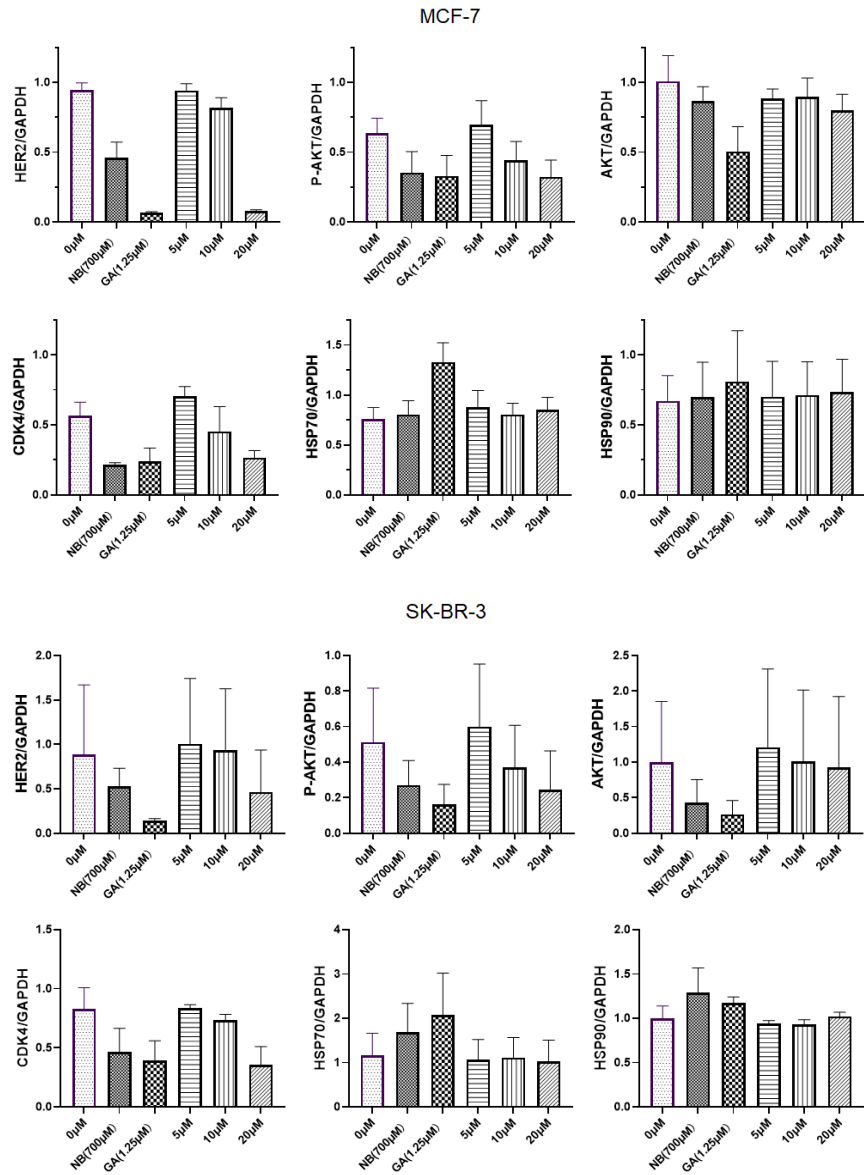 MCF-7
HER2/GAPDH
1.0
0.5
0.0
0μM
NB(700μM)
GA(1.25μM)
5μM
10μM
20μM
P-AKT/GAPDH
1.0
0.5
0.0
0μM
NB(700μM)
GA(1.25μM)
5μM
10μM
20μM
AKT/GAPDH
1.0
0.5
0.0
0μM
NB(700μM)
GA(1.25μM)
5μM
10μM
20μM
CDK4/GAPDH
1.0
0.5
0.0
0μM
NB(700μM)
GA(1.25μM)
5μM
10μM
20μM
HSP70/GAPDH
1.5
1.0
0.5
0.0
0μM
NB(700μM)
GA(1.25μM)
5μM
10μM
20μM
HSP90/GAPDH
1.0
0.5
0.0
0μM
NB(700μM)
GA(1.25μM)
5μM
10μM
20μM
SK-BR-3
HER2/GAPDH
2.0
1.5
1.0
0.5
0.0
0μM
NB(700μM)
GA(1.25μM)
5μM
10μM
20μM
P-AKT/GAPDH
1.0
0.8
0.6
0.4
0.2
0.0
0μM
NB(700μM)
GA(1.25μM)
5μM
10μM
20μM
AKT/GAPDH
2.5
2.0
1.5
1.0
0.5
0.0
0μM
NB(700μM)
GA(1.25μM)
5μM
10μM
20μM
CDK4/GAPDH
1.5
1.0
0.5
0.0
0μM
NB(700μM)
GA(1.25μM)
5μM
10μM
20μM
HSP70/GAPDH
4
3
2
1
0
0μM
NB(700μM)
GA(1.25μM)
5μM
10μM
20μM
HSP90/GAPDH
2.0
1.5
1.0
0.5
0.0
0μM
NB(700μM)
GA(1.25μM)
5μM
10μM
20μM